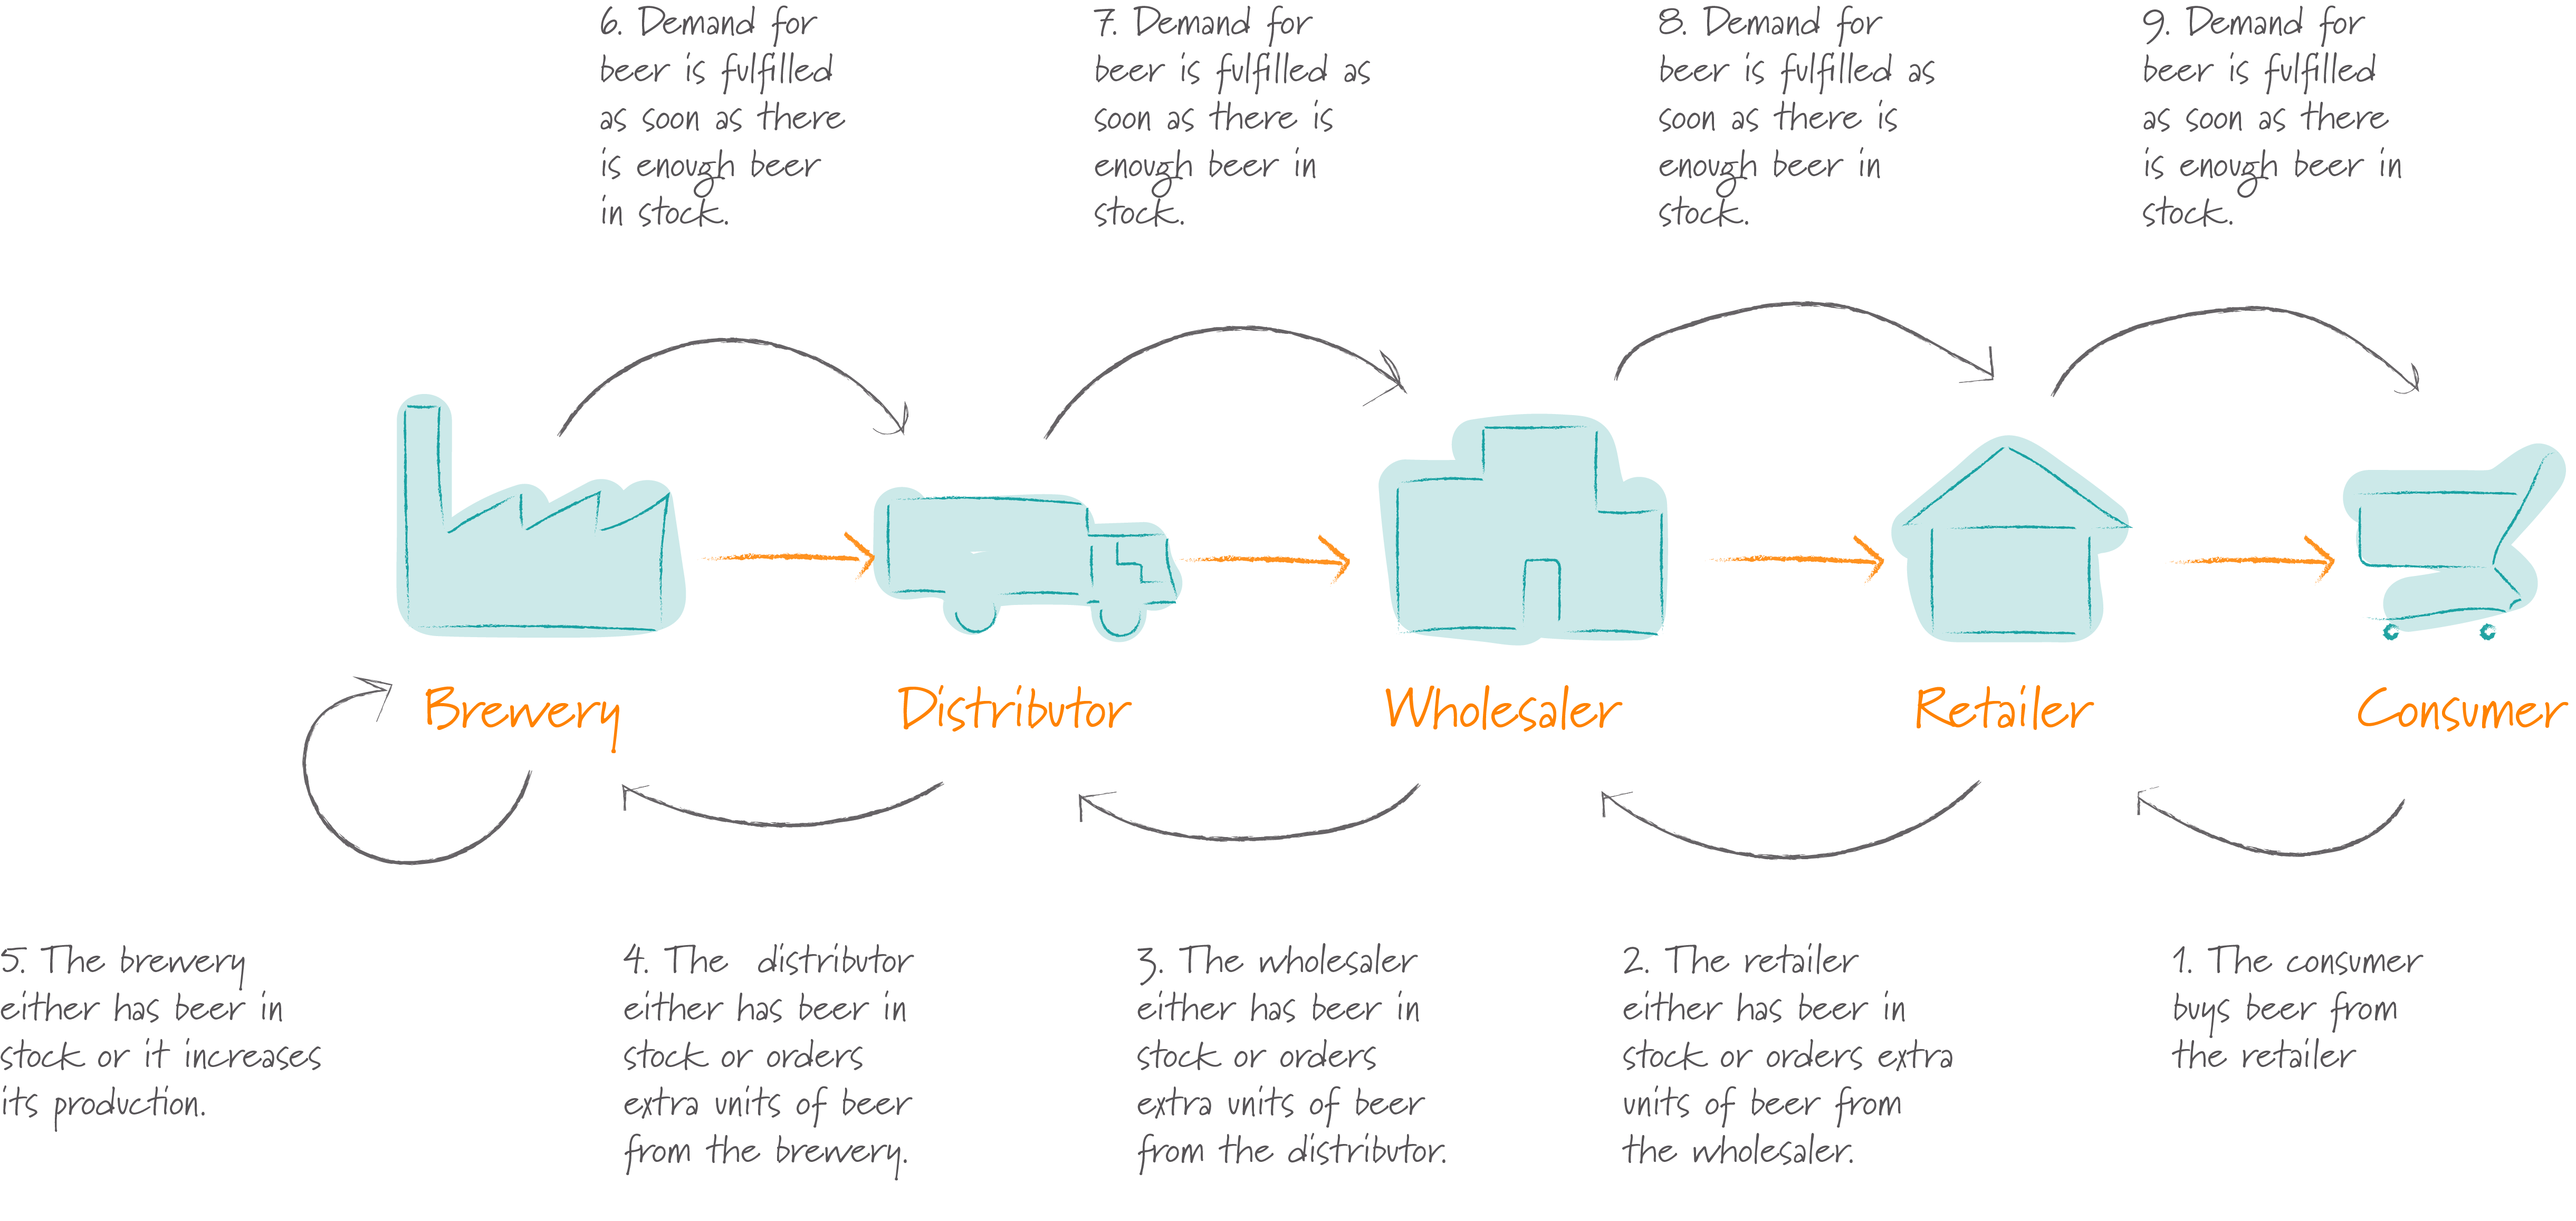 6. Demand for
beer is fulfilled
as soon as there
is enough beer
in stock.
7. Demand for
beer is fulfilled as
soon as there is
enough beer in
stock.
8. Demand for
beer is fulfilled as
soon as there is
enough beer in
stock.
9. Demand for
beer is fulfilled
as soon as there
is enough beer in
stock.
Brewery
Distributor
Wholesaler
Retailer
Consumer
5. The brewery
either has beer in
stock or it increases
its production.
4. The distributor
either has beer in
stock or orders
extra units of beer
from the brewery.
3. The wholesaler
either has beer in
stock or orders
extra units of beer
from the distributor.
2. The retailer
either has beer in
stock or orders extra
units of beer from
the wholesaler.
1. The consumer
buys beer from
the retailer